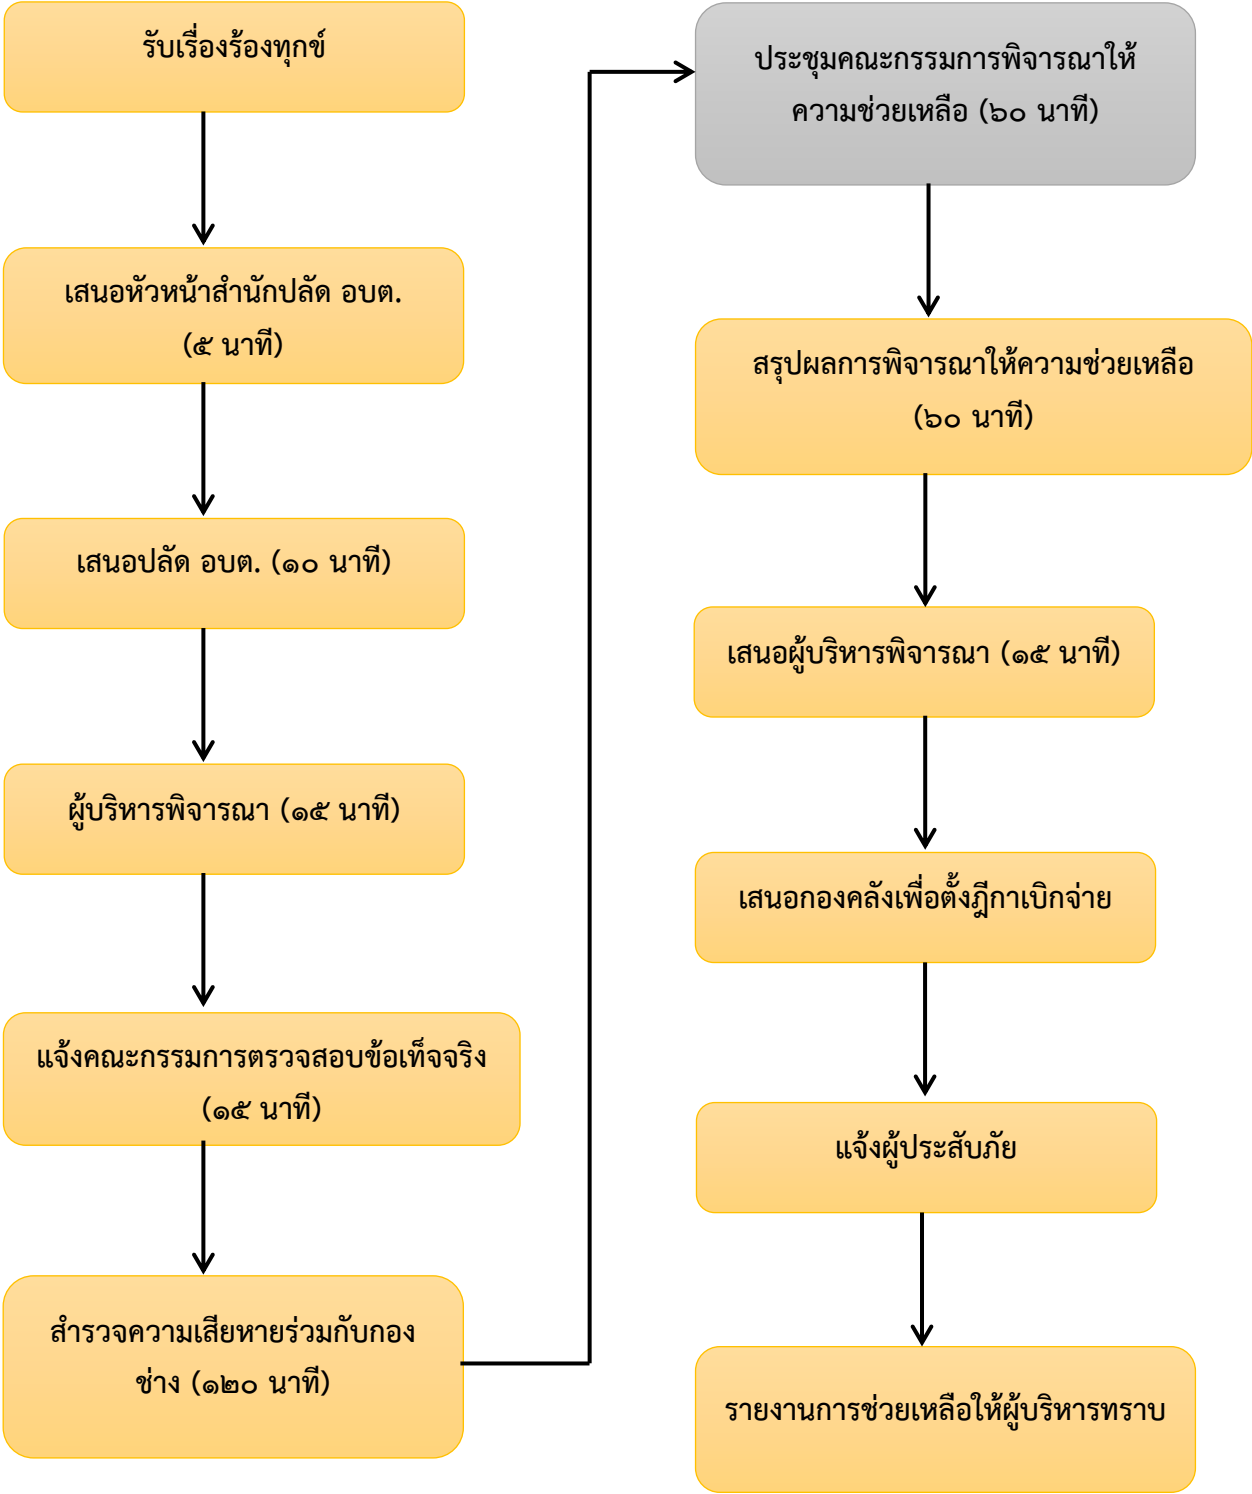 รับเรื่องร้องทุกข์
เสนอหัวหน้าสำนักปลัด อบต.
(๕ นาที)
เสนอปลัด อบต. (๑๐ นาที)
ผู้บริหารพิจารณา (๑๕ นาที)
แจ้งคณะกรรมการตรวจสอบข้อเท็จจริง
(๑๕ นาที)
สำรวจความเสียหายร่วมกับกอง
ช่าง (๑๒๐ นาที)
ประชุมคณะกรรมการพิจารณาให้
ความช่วยเหลือ (๖๐ นาที)
สรุปผลการพิจารณาให้ความช่วยเหลือ
(๖๐ นาที)
เสนอผู้บริหารพิจารณา (๑๕ นาที)
เสนอกองคลังเพื่อตั้งฎีกาเบิกจ่าย
แจ้งผู้ประสับภัย
รายงานการช่วยเหลือให้ผู้บริหารทราบ